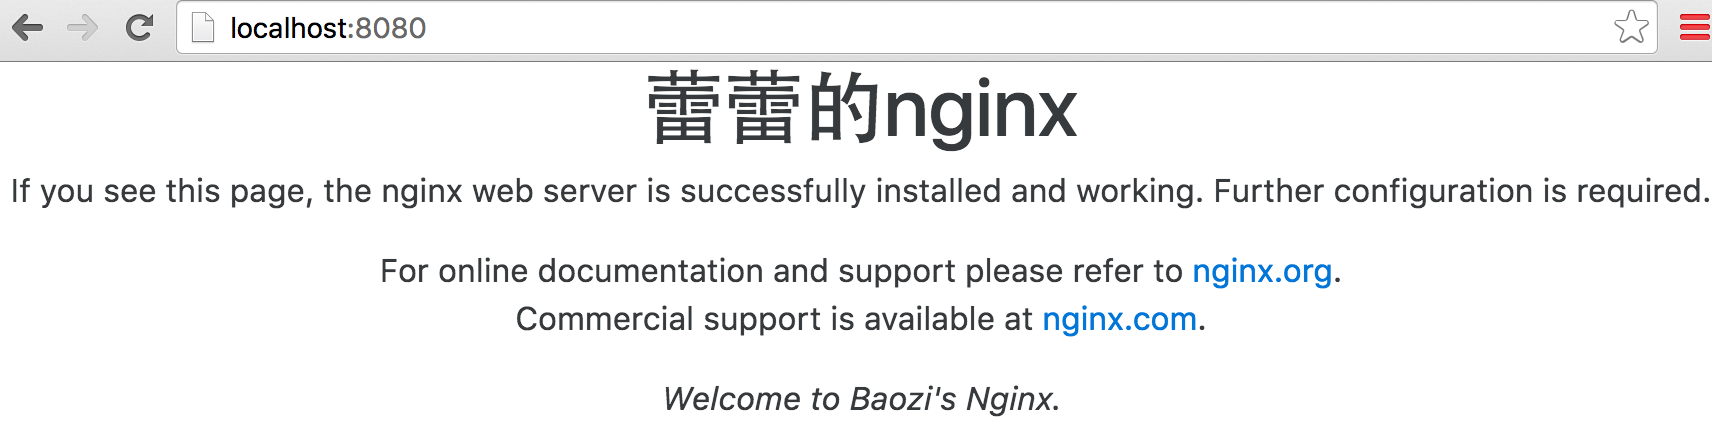 localhost:8080
蕾蕾的nginx
If you see this page, the nginx web server is successfully installed and working. Further configuration is required.
For online documentation and support please refer to nginx.org.
Commercial support is available at nginx.com.
Welcome to Baozi's Nginx.